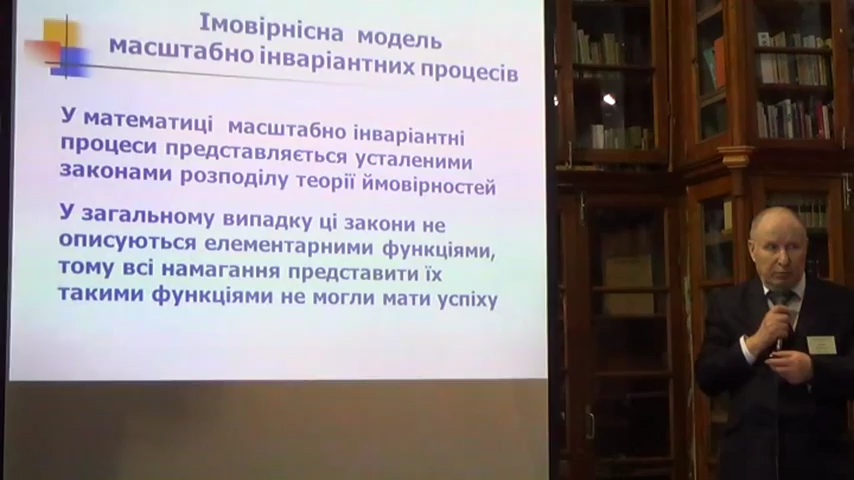 Імовірнісна модель
масштабно інваріантних процесів
У математиці масштабно інваріантні
процеси представляється усталеними
законами розподілу теорії ймовірностей
У загальному випадку ці закони не
описуються елементарними функціями,
тому всі намагання представити їх
такими функціями не могли мати успіху